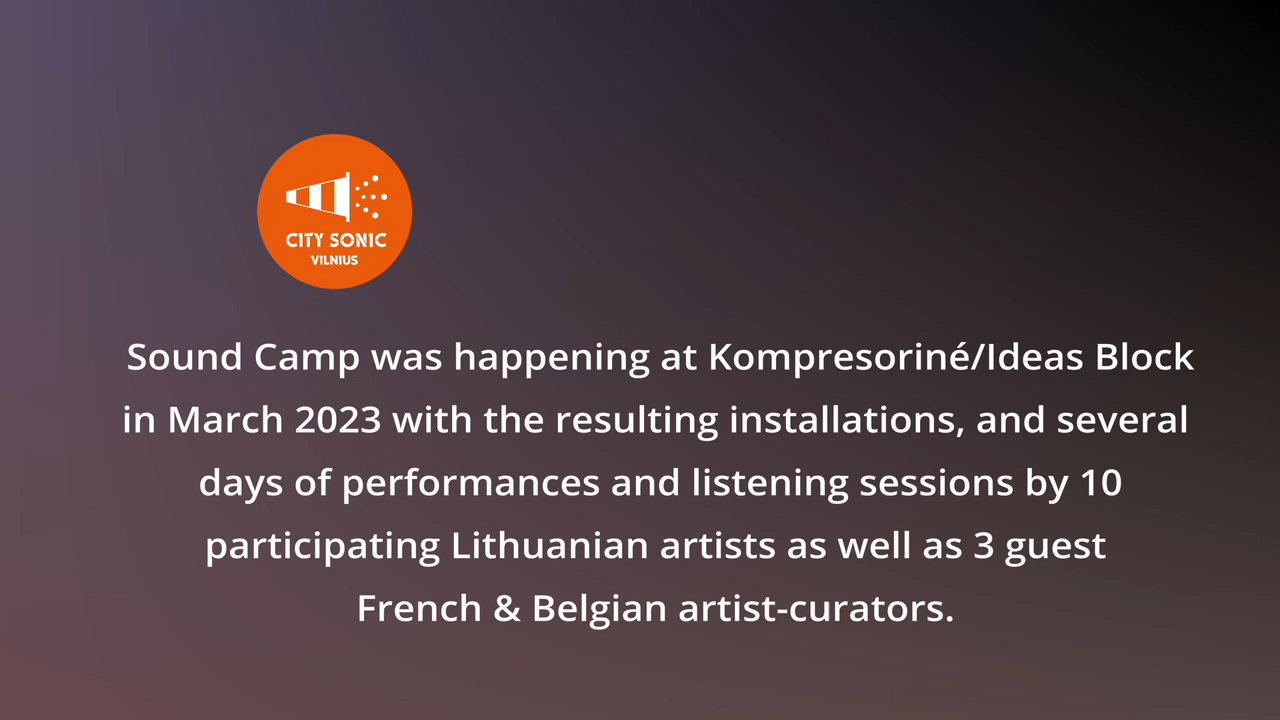 CITY SONIC
VILNIUS
Sound Camp was happening at Kompresoriné/Ideas Block
in March 2023 with the resulting installations, and several
days of performances and listening sessions by 10
participating Lithuanian artists as well as 3 guest
French & Belgian artist-curators.